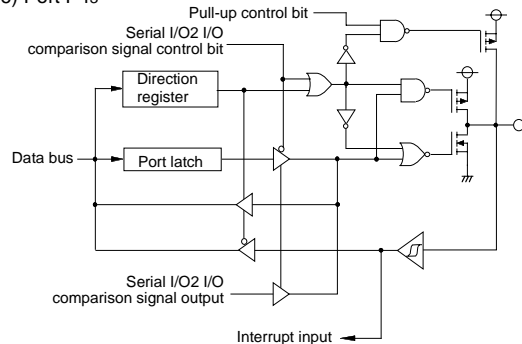 Pull-up control bit
Serial I/O2 I/O
comparison signal control bit
Direction
register
Data bus
Port latch
Serial I/O2 I/O
comparison signal output
Interrupt input